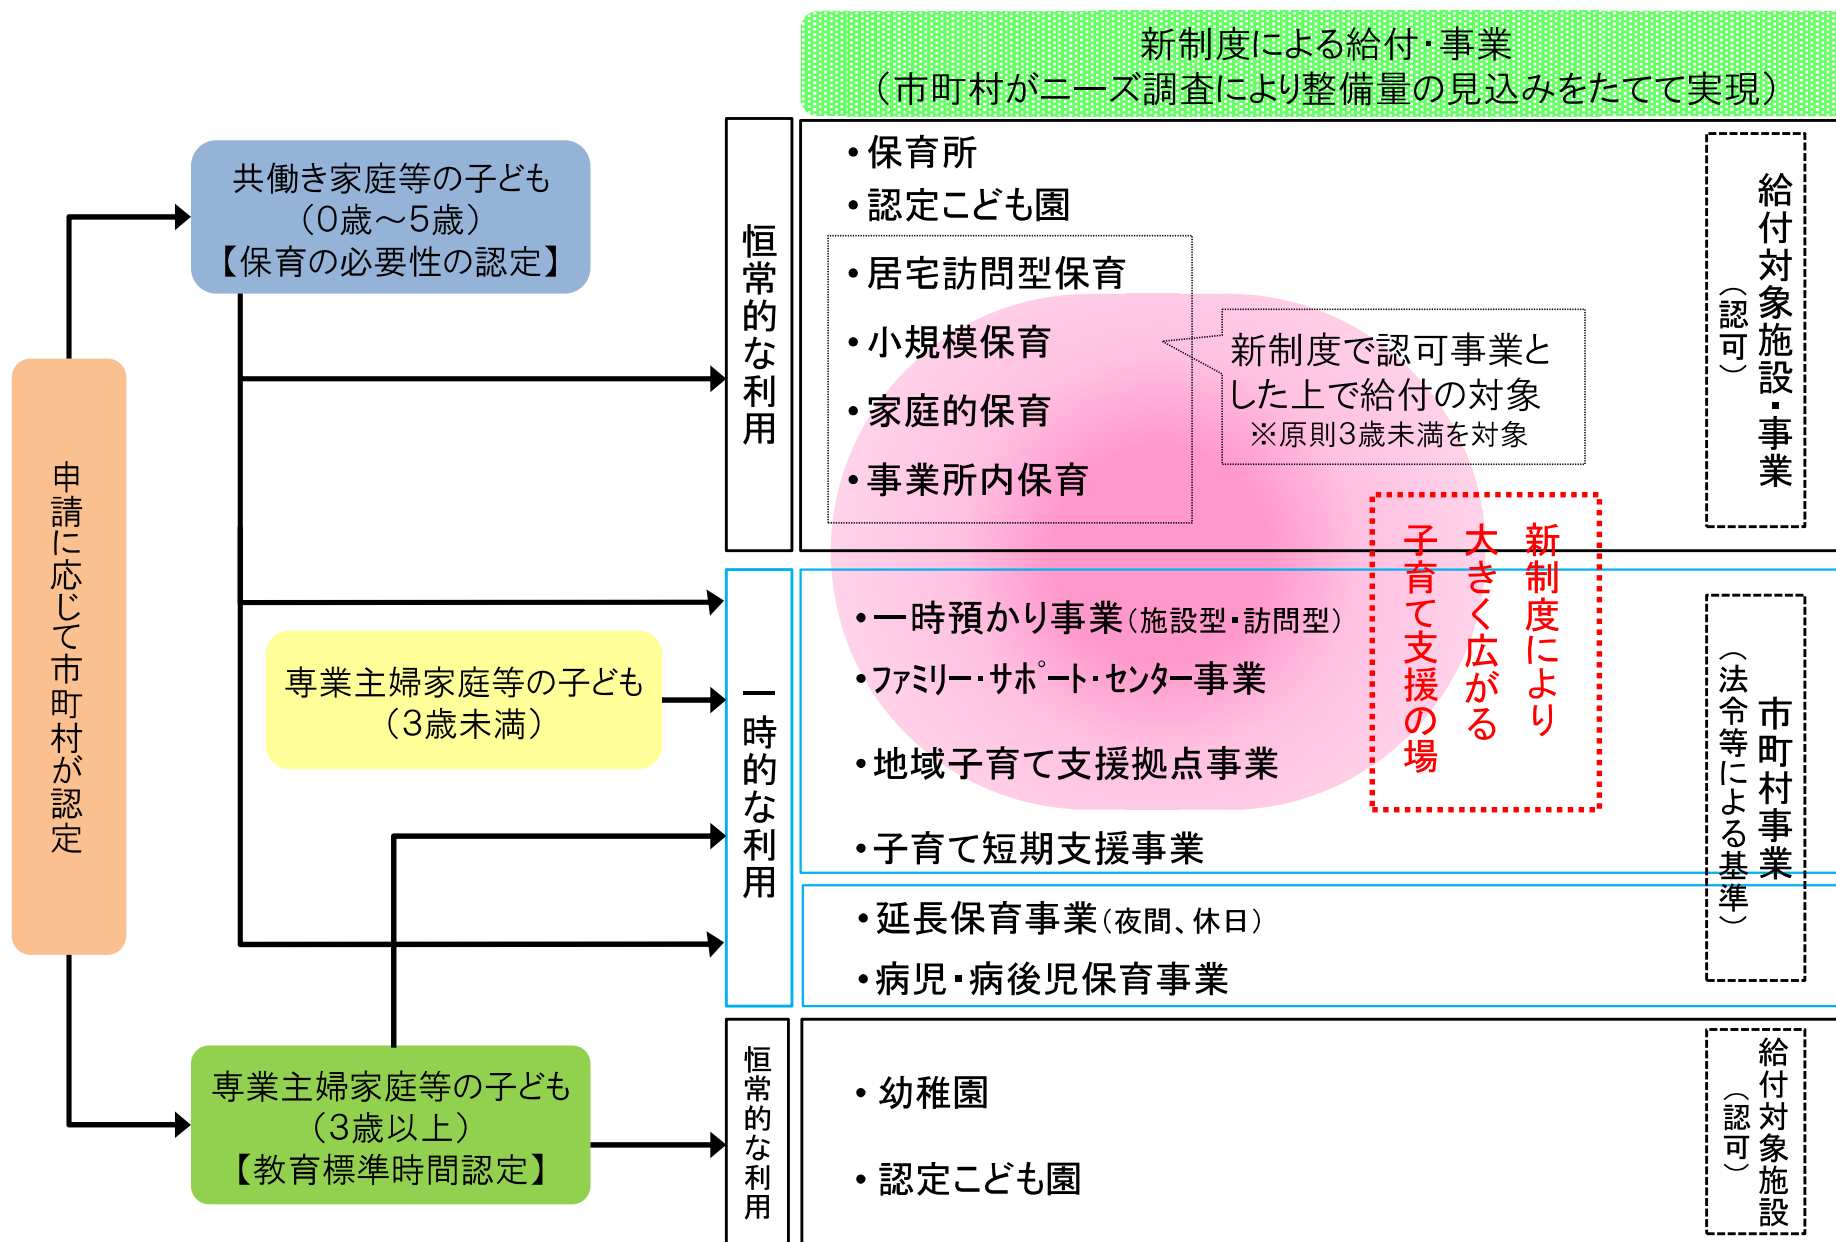 新制度による給付・事業
（市町村がニーズ調査により整備量の見込みをたてて実現）
申請に応じて市町村が認定
共働き家庭等の子ども
（0歳～5歳）
【保育の必要性の認定】
専業主婦家庭等の子ども
（3歳未満）
専業主婦家庭等の子ども
（3歳以上）
【教育標準時間認定】
恒常的な利用
・保育所
・認定こども園
・居宅訪問型保育
・小規模保育
・家庭的保育
・事業所内保育
新制度で認可事業と
した上で給付の対象
※原則3歳未満を対象
給付対象施設・事業
（認可）
新制度により
大きく広がる
子育て支援の場
一時的な利用
・一時預かり事業（施設型・訪問型）
・ファミリー・サポート・センター事業
・地域子育て支援拠点事業
・子育て短期支援事業
・延長保育事業（夜間、休日）
・病児・病後児保育事業
市町村事業
（法令等による基準）
恒常的な利用
・幼稚園
・認定こども園
給付対象施設
（認可）